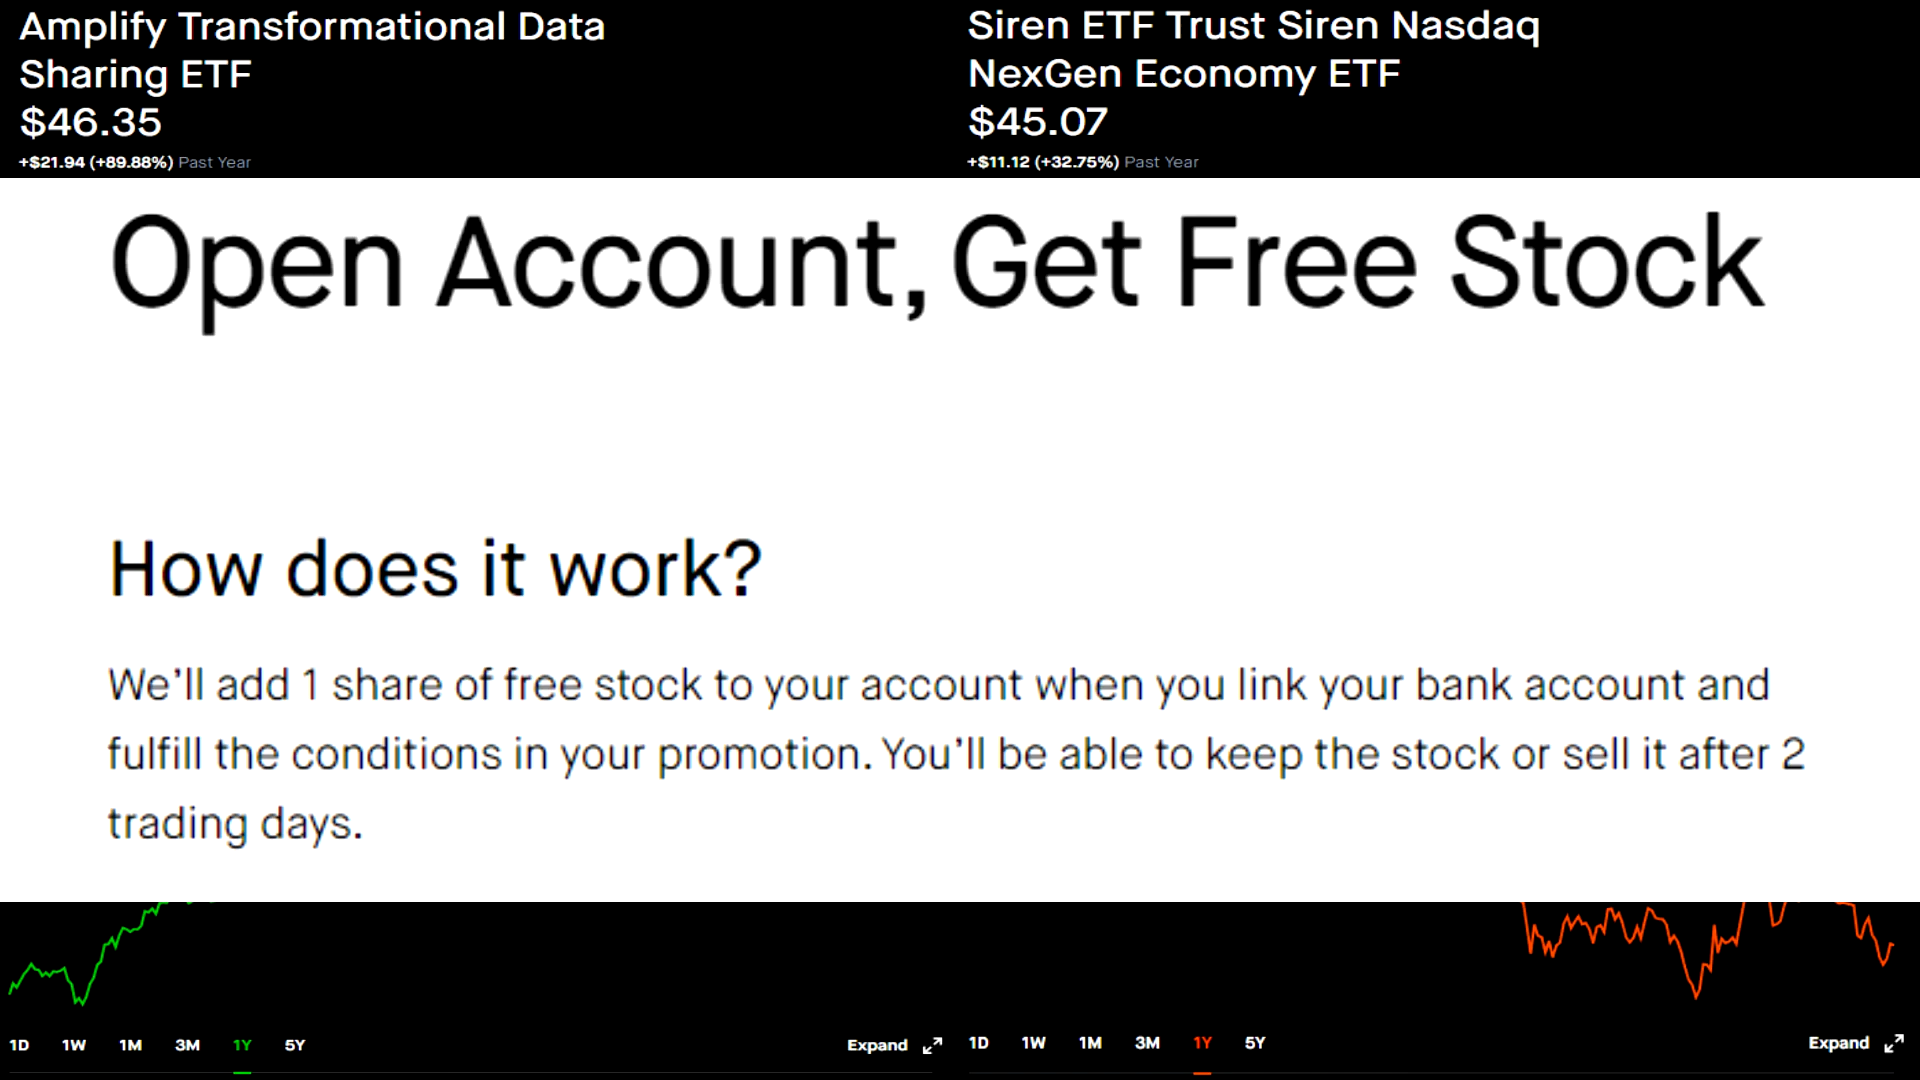 Amplify Transformational Data
Sharing ETF
$46.35
+$21.94 (+89.88%) Past Year
Siren ETF Trust Siren Nasdaq
NexGen Economy ETF
$45.07
+$11.12 (+32.75%) Past Year
Open Account, Get Free Stock
How does it work?
We'll add 1 share of free stock to your account when you link your bank account and
fulfill the conditions in your promotion. You'll be able to keep the stock or sell it after 2
trading days.
1D 1W 1M 3M 1Y 5Y Expand
1D 1W 1M 3M 1Y 5Y Expand